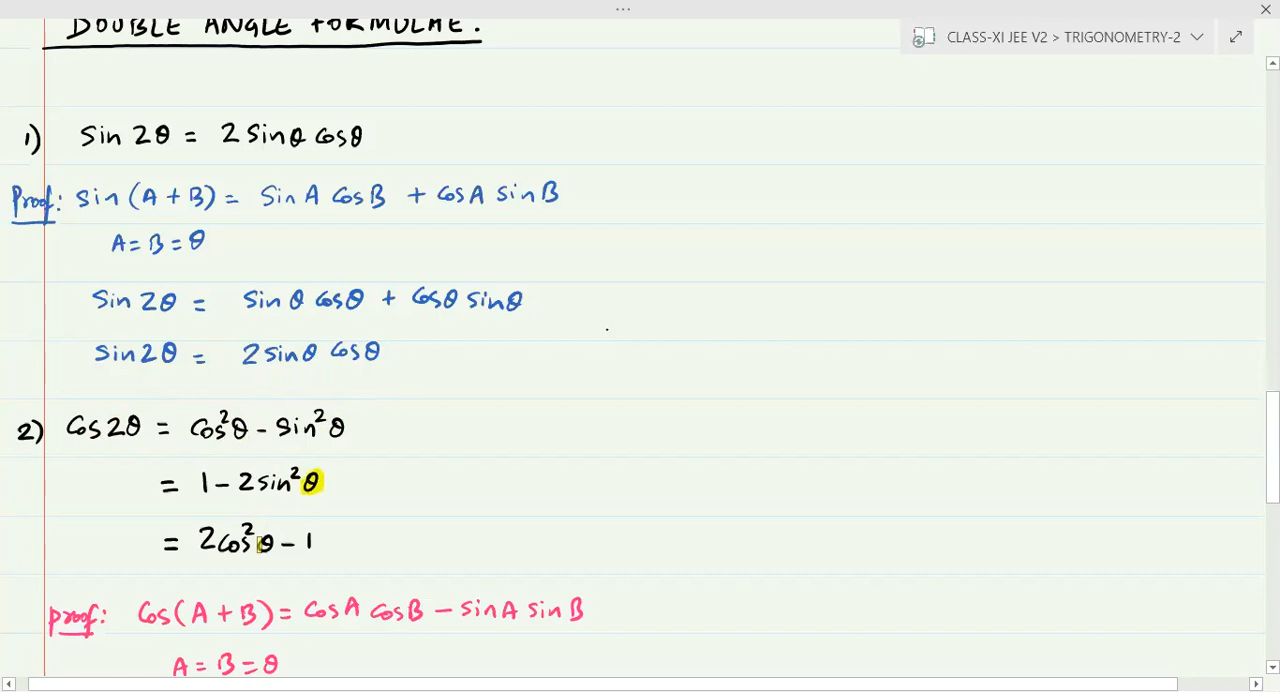 DOUBLE ANGLE FORMULAE.
CLASS-XI JEE V2 > TRIGONOMETRY-2
1) Sin 2θ = 2 Sinθ Cosθ
Proof: Sin (A + B) = Sin A Cos B + Cos A Sin B
A = B = θ
Sin 2θ = Sin θ Cosθ + Cosθ Sinθ
Sin 2θ = 2 Sinθ Cosθ
2) Cos 2θ = Cos²θ - Sin²θ
= 1 - 2 Sin²θ
= 2 Cos²θ - 1
Proof: Cos (A + B) = Cos A Cos B - Sin A Sin B
A = B = θ